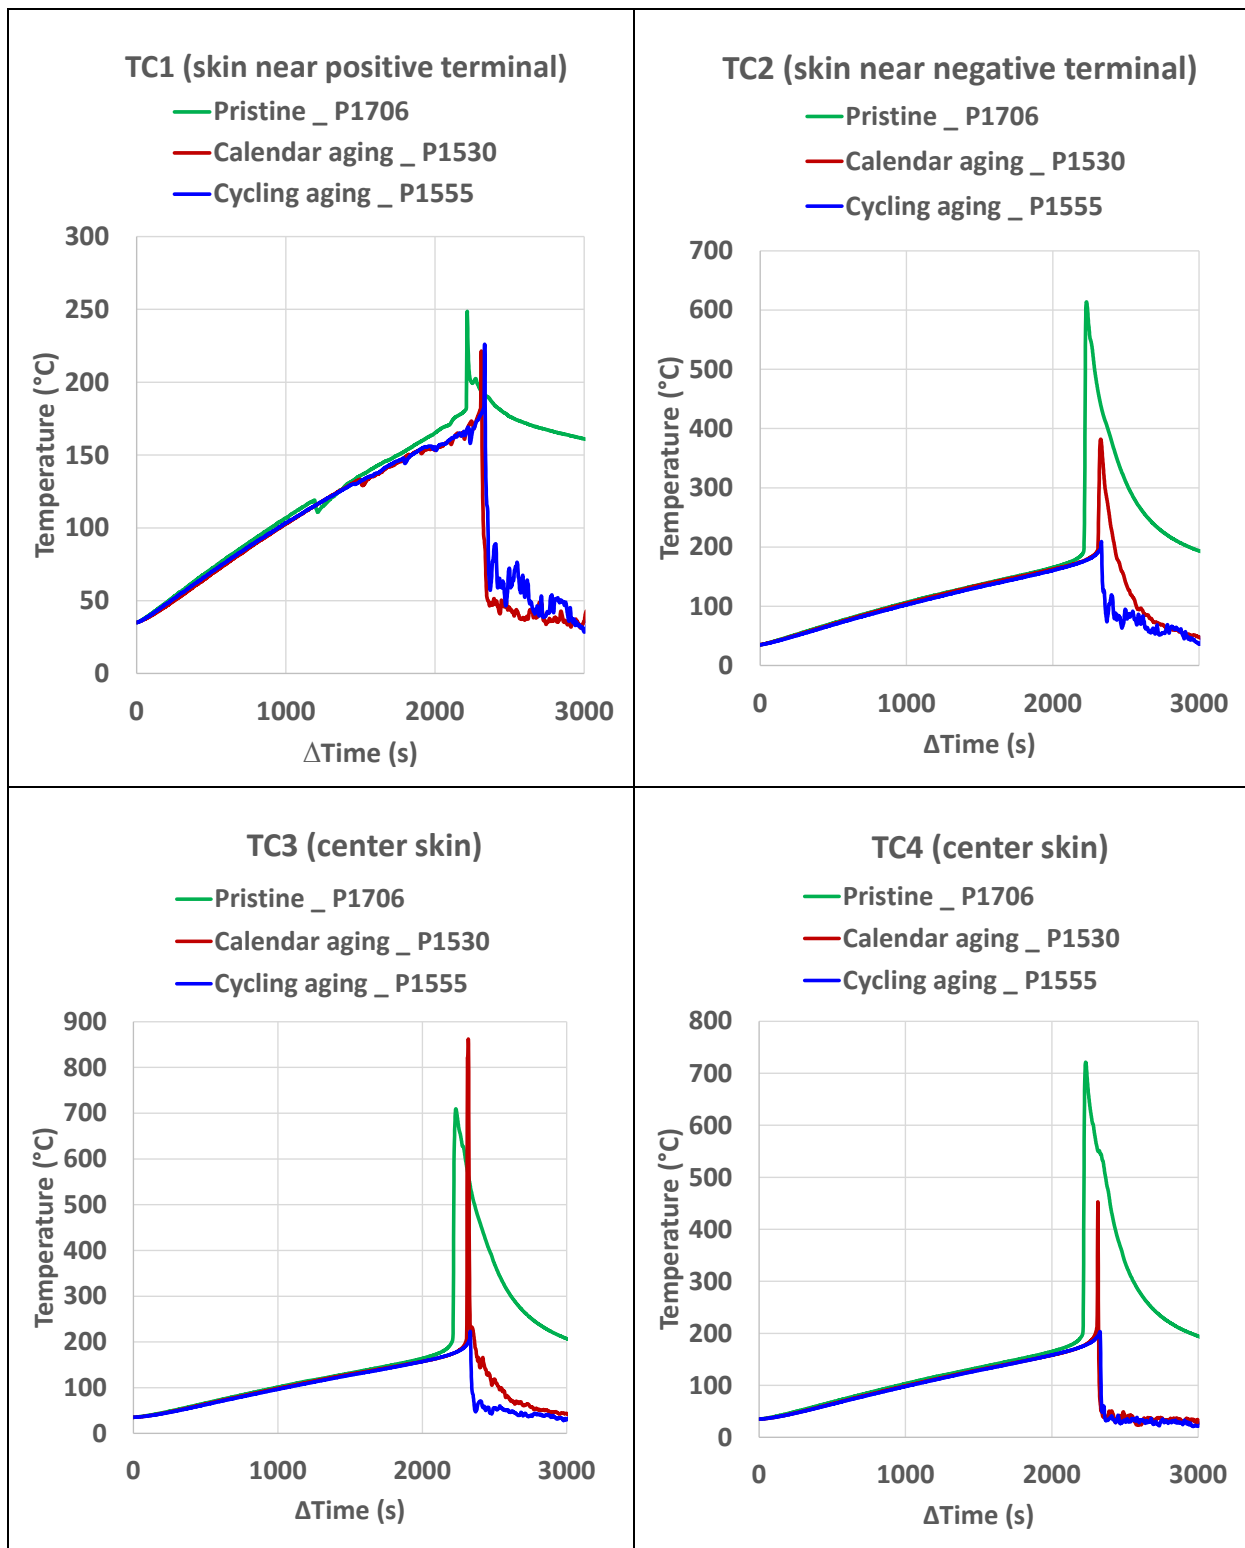 TC1 (skin near positive terminal)
Pristine _ P1706
Calendar aging _ P1530
Cycling aging _ P1555
300
250
200
150
100
50
0
Temperature (°C)
0 1000 2000 3000
∆Time (s)
TC2 (skin near negative terminal)
Pristine _ P1706
Calendar aging _ P1530
Cycling aging _ P1555
700
600
500
400
300
200
100
0
Temperature (°C)
0 1000 2000 3000
ΔTime (s)
TC3 (center skin)
Pristine _ P1706
Calendar aging _ P1530
Cycling aging _ P1555
900
800
700
600
500
400
300
200
100
0
Temperature (°C)
0 1000 2000 3000
ΔTime (s)
TC4 (center skin)
Pristine _ P1706
Calendar aging _ P1530
Cycling aging _ P1555
800
700
600
500
400
300
200
100
0
Temperature (°C)
0 1000 2000 3000
ΔTime (s)